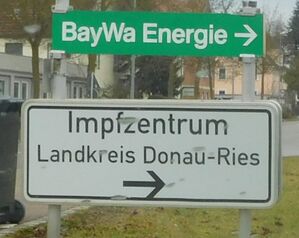 BayWa Energie →
Impfzentrum
Landkreis Donau-Ries
→